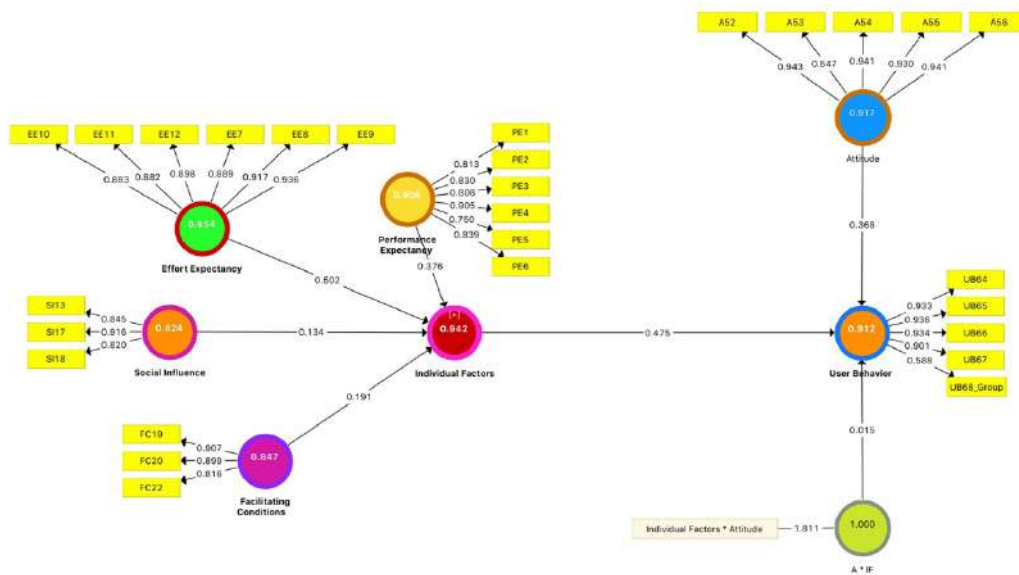 A52 A53 A54 A55 A56
0.943 0.847 0.941 0.930 0.941
0.917
Attitude
0.368
EE10 EE11 EE12 EE7 EE8 EE9
0.883 0.882 0.898 0.889 0.917 0.936
Effort Expectancy
0.502
PE1
PE2
PE3
PE4
PE5
PE6
0.813
0.830
0.806
0.905
0.750
0.839
Performance
Expectancy
0.376
SI13
SI17
SI18
0.845
0.916
0.820
0.824
Social Influence
0.134
[+]
0.942
Individual Factors
0.475
0.912
User Behavior
0.933
0.936
0.934
0.901
0.588
UB64
UB65
UB66
UB67
UB68_Group
0.191
FC19
FC20
FC22
0.907
0.899
0.816
0.847
Facilitating
Conditions
0.015
Individual Factors * Attitude
1.811
1.000
A * IF